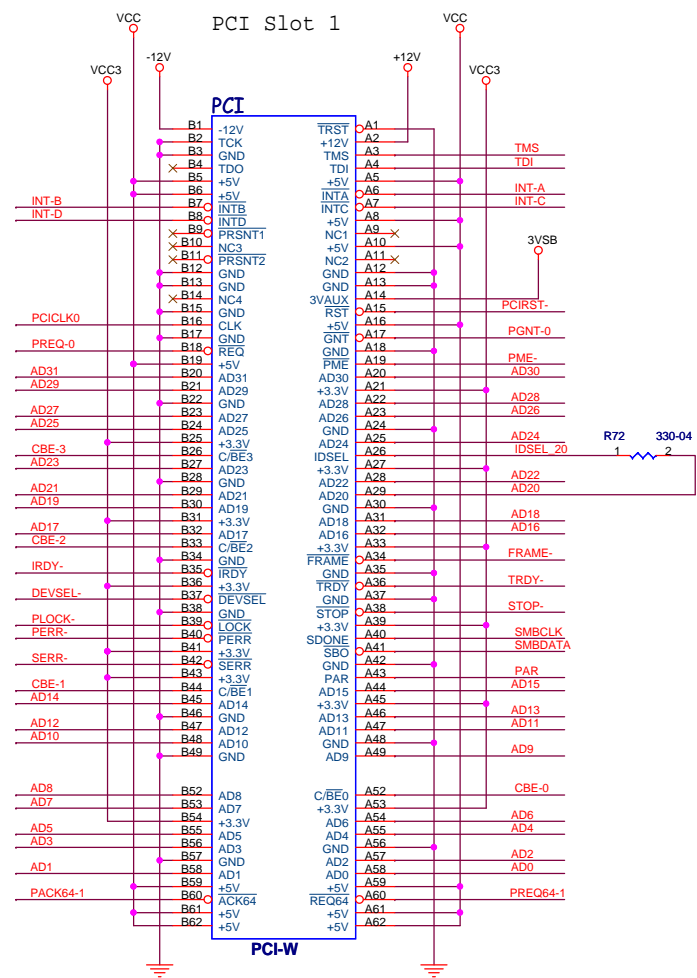 PCI Slot 1
VCC VCC
VCC3 -12V +12V VCC3
PCI
B1 -12V TRST A1
B2 TCK +12V A2
B3 GND TMS A3 TMS
B4 TDO TDI A4 TDI
B5 +5V +5V A5
B6 +5V INTA A6 INT-A
INT-B B7 INTB INTC A7 INT-C
INT-D B8 INTD +5V A8
B9 PRSNT1 NC1 A9
B10 NC3 +5V A10
3VSB
B11 PRSNT2 NC2 A11
B12 GND GND A12
B13 GND GND A13
B14 NC4 3VAUX A14
B15 GND RST A15 PCIRST-
PCICLK0 B16 CLK +5V A16
B17 GND GNT A17 PGNT-0
PREQ-0 B18 REQ GND A18
B19 +5V PME A19 PME-
AD31 B20 AD31 AD30 A20 AD30
AD29 B21 AD29 +3.3V A21
B22 GND AD28 A22 AD28
AD27 B23 AD27 AD26 A23 AD26
AD25 B24 AD25 GND A24
B25 +3.3V AD24 A25 AD24
R72 330-04
CBE-3 B26 C/BE3 IDSEL A26 IDSEL_20 1 2
AD23 B27 AD23 +3.3V A27
B28 GND AD22 A28 AD22
AD21 B29 AD21 AD20 A29 AD20
AD19 B30 AD19 GND A30
B31 +3.3V AD18 A31 AD18
AD17 B32 AD17 AD16 A32 AD16
CBE-2 B33 C/BE2 +3.3V A33
B34 GND FRAME A34 FRAME-
IRDY- B35 IRDY GND A35
B36 +3.3V TRDY A36 TRDY-
DEVSEL- B37 DEVSEL GND A37
B38 GND STOP A38 STOP-
PLOCK- B39 LOCK +3.3V A39
PERR- B40 PERR SDONE A40 SMBCLK
B41 +3.3V SBO A41 SMBDATA
SERR- B42 SERR GND A42
B43 +3.3V PAR A43 PAR
CBE-1 B44 C/BE1 AD15 A44 AD15
AD14 B45 AD14 +3.3V A45
B46 GND AD13 A46 AD13
AD12 B47 AD12 AD11 A47 AD11
AD10 B48 AD10 GND A48
B49 GND AD9 A49 AD9
AD8 B52 AD8 C/BE0 A52 CBE-0
AD7 B53 AD7 +3.3V A53
B54 +3.3V AD6 A54 AD6
AD5 B55 AD5 AD4 A55 AD4
AD3 B56 AD3 GND A56
B57 GND AD2 A57 AD2
AD1 B58 AD1 AD0 A58 AD0
B59 +5V +5V A59
PACK64-1 B60 ACK64 REQ64 A60 PREQ64-1
B61 +5V +5V A61
B62 +5V +5V A62
PCI-W